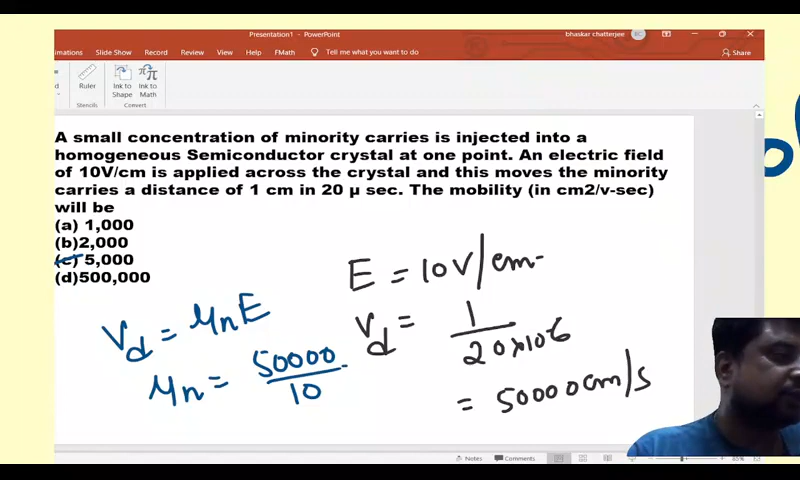 Presentation1 - PowerPoint
bhaskar chatterjee
BC
imations Slide Show Record Review View Help FMath Tell me what you want to do
Share
Ruler
Ink to Shape
Ink to Math
Stencils
Convert
A small concentration of minority carries is injected into a
homogeneous Semiconductor crystal at one point. An electric field
of 10V/cm is applied across the crystal and this moves the minority
carries a distance of 1 cm in 20 µ sec. The mobility (in cm2/v-sec)
will be
(a) 1,000
(b)2,000
(c) 5,000
(d)500,000
E = 10V/cm
Vd = μn E
Vd = 1 / 20x10-6
μn = 50000 / 10
= 50000cm/s
Notes Comments
85%